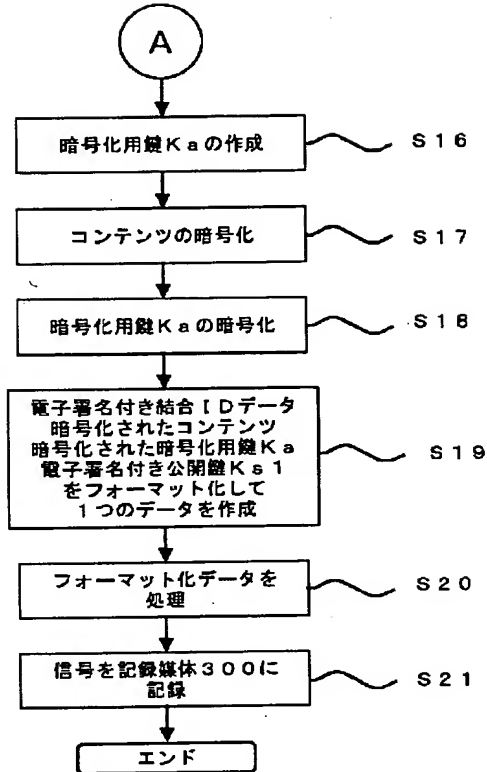 A
暗号化用鍵Kaの作成
S16
コンテンツの暗号化
S17
暗号化用鍵Kaの暗号化
S18
電子署名付き結合IDデータ
暗号化されたコンテンツ
暗号化された暗号化用鍵Ka
電子署名付き公開鍵Ks1
をフォーマット化して
1つのデータを作成
S19
フォーマット化データを
処理
S20
信号を記録媒体300に
記録
S21
エンド